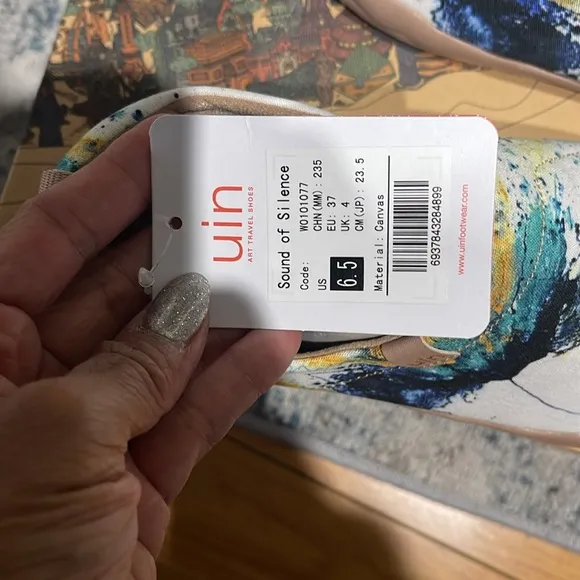 uin
ART TRAVEL SHOES
Sound of Silence
Code: W0101077
US 6.5
CHN(MM): 235
EU: 37
UK: 4
CM(JP): 23.5
Material: Canvas
6937843284899
www.uinfootwear.com